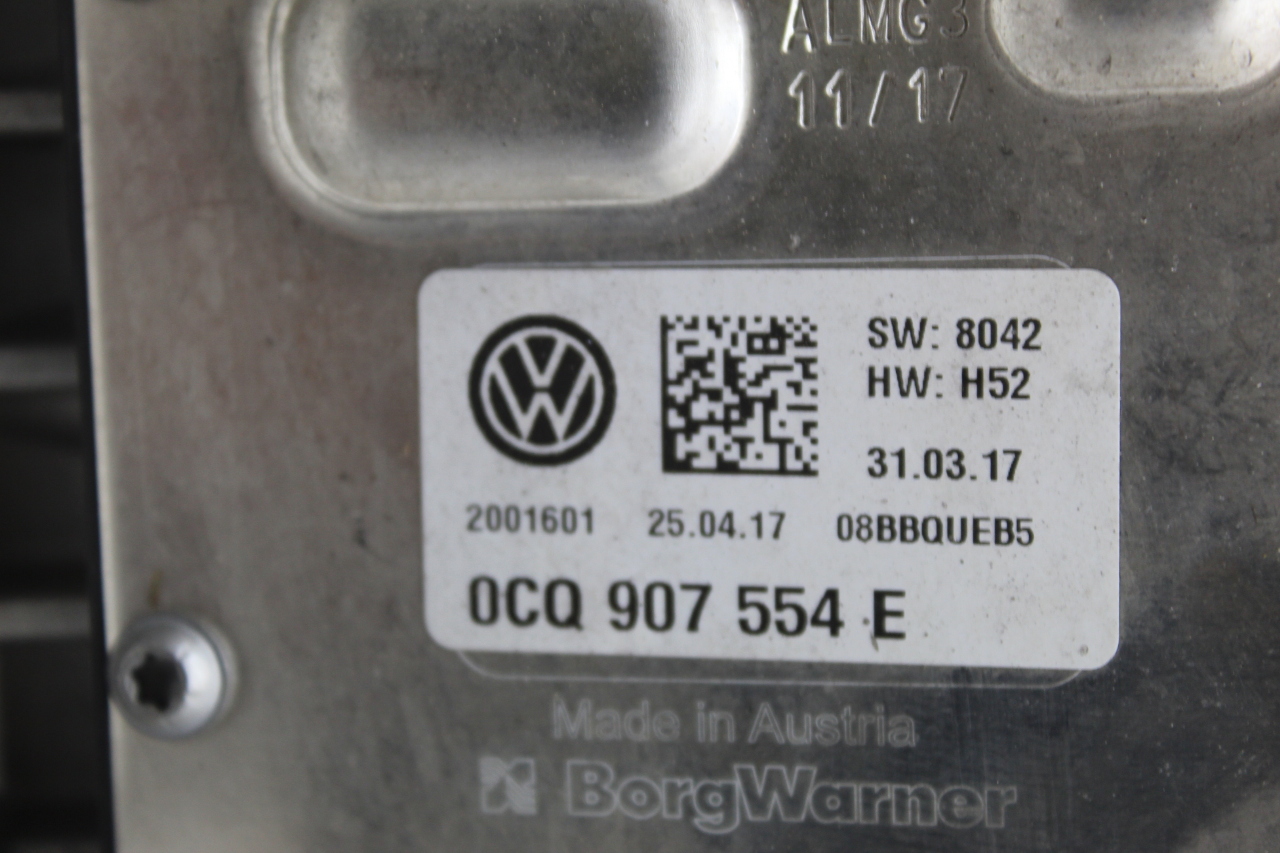 ALMG3
11/17
SW: 8042
HW: H52
31.03.17
2001601 25.04.17 08BBQUEB5
0CQ 907 554 E
Made in Austria
BorgWarner